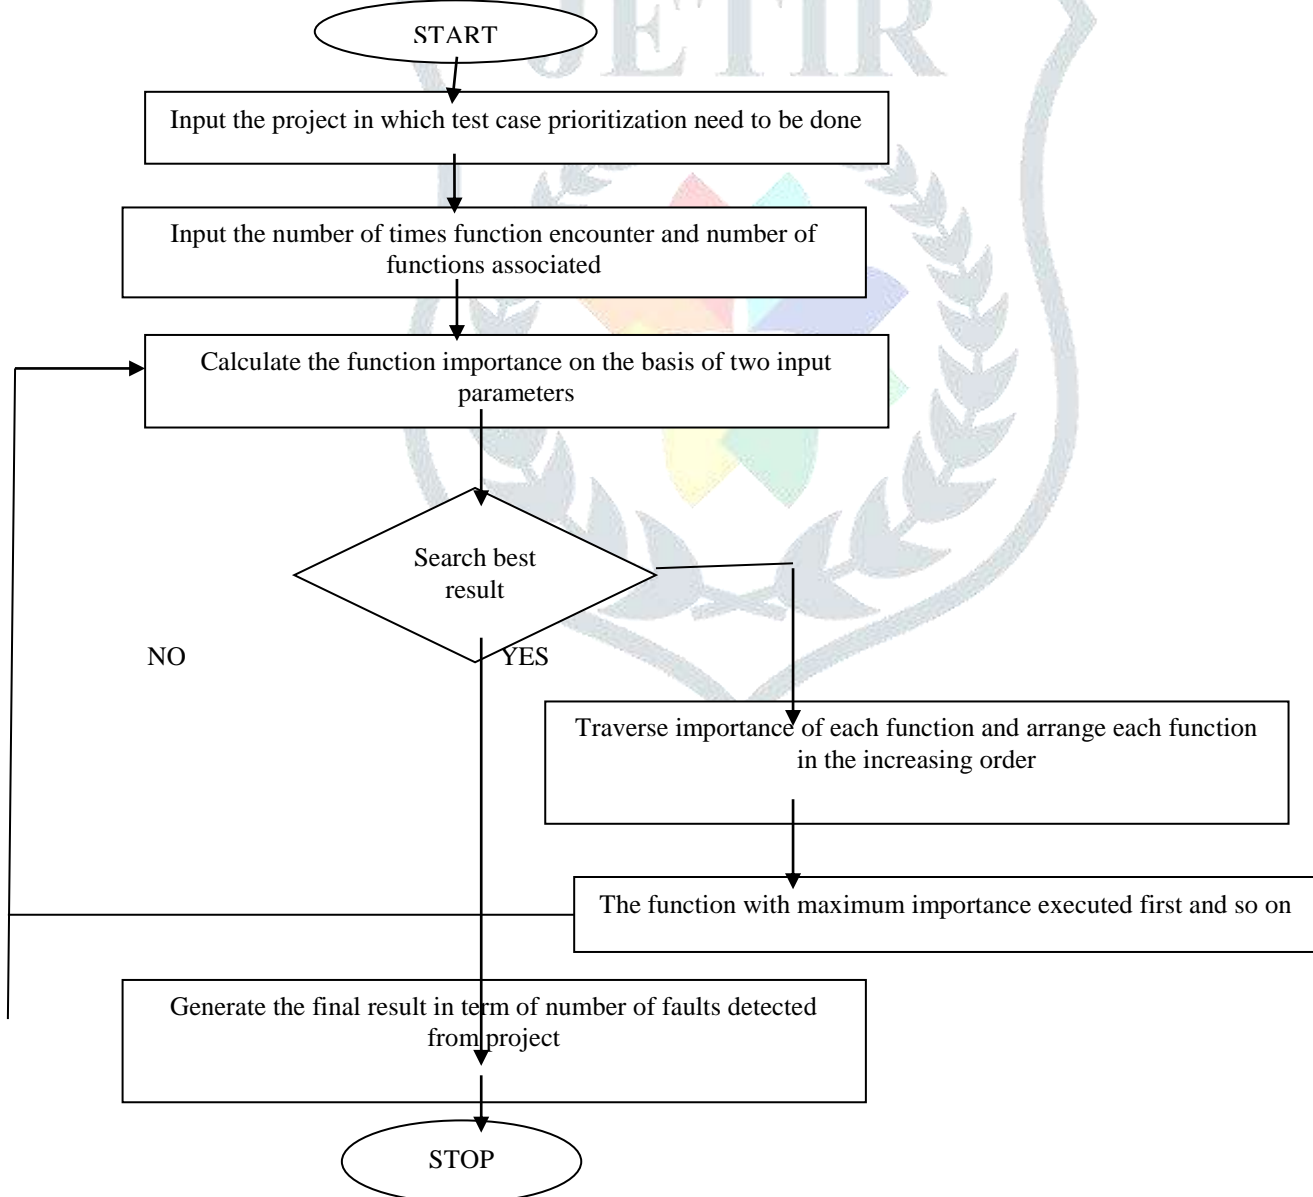 JETIR
START
Input the project in which test case prioritization need to be done
Input the number of times function encounter and number of
functions associated
Calculate the function importance on the basis of two input
parameters
Search best
result
NO
YES
Traverse importance of each function and arrange each function
in the increasing order
The function with maximum importance executed first and so on
Generate the final result in term of number of faults detected
from project
STOP